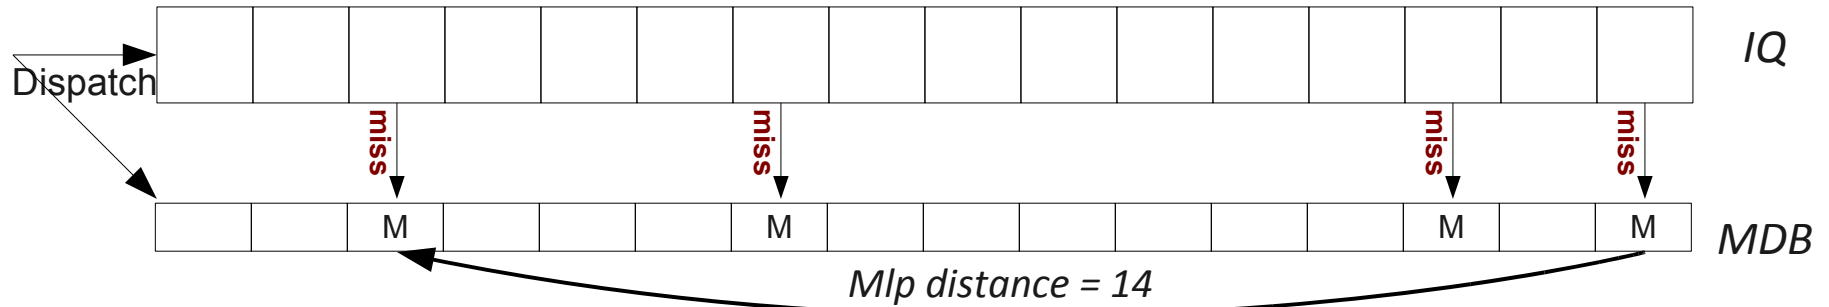 IQ
Dispatch
miss miss miss miss
M M M M
MDB
Mlp distance = 14